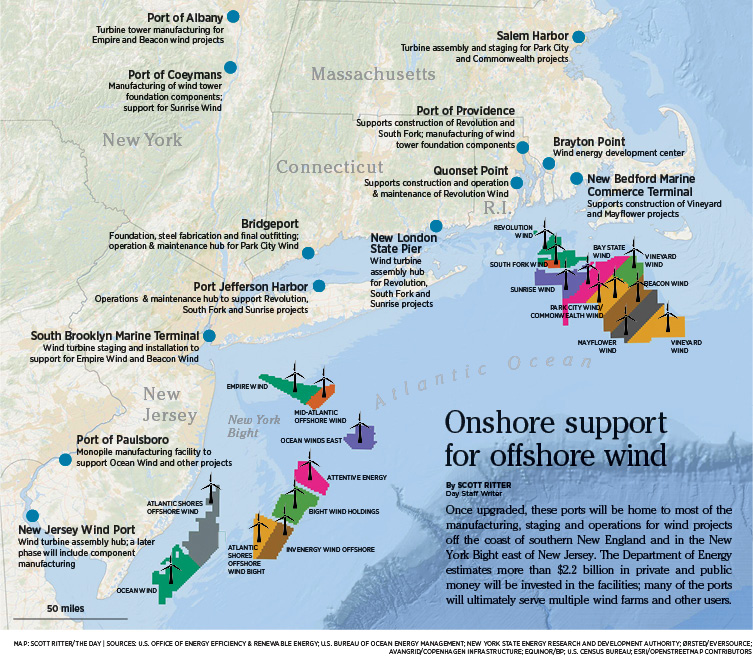 Port of Albany
Turbine tower manufacturing for
Empire and Beacon wind projects
Salem Harbor
Turbine assembly and staging for Park City
and Commonwealth projects
Port of Coeymans
Manufacturing of wind tower
foundation components;
support for Sunrise Wind
Massachusetts
New York
Port of Providence
Supports construction of Revolution and
South Fork; manufacturing of wind
tower foundation components
Brayton Point
Wind energy development center
Connecticut
Quonset Point
Supports construction and operation
& maintenance of Revolution Wind
R.I.
New Bedford Marine
Commerce Terminal
Supports construction of Vineyard
and Mayflower projects
Bridgeport
Foundation, steel fabrication and final outfitting;
operation & maintenance hub for Park City Wind
New London
State Pier
Wind turbine
assembly hub
for Revolution,
South Fork and
Sunrise projects
REVOLUTION
WIND
BAY STATE
WIND
VINEYARD
WIND
SOUTH FORK WIND
SUNRISE WIND
BEACON WIND
PARK CITY WIND/
COMMONWEALTH WIND
MAYFLOWER
WIND
VINEYARD
WIND
Port Jefferson Harbor
Operations & maintenance hub to support Revolution,
South Fork and Sunrise projects
South Brooklyn Marine Terminal
Wind turbine staging and installation to
support for Empire Wind and Beacon Wind
Atlantic Ocean
New
Jersey
EMPIRE WIND
New York
Bight
MID-ATLANTIC
OFFSHORE WIND
OCEAN WINDS EAST
Port of Paulsboro
Monopile manufacturing facility to
support Ocean Wind and other projects
ATTENTIVE ENERGY
ATLANTIC SHORES
OFFSHORE WIND
BIGHT WIND HOLDINGS
New Jersey Wind Port
Wind turbine assembly hub; a later
phase will include component
manufacturing
ATLANTIC
SHORES
OFFSHORE
WIND BIGHT
INVENERGY WIND OFFSHORE
OCEAN WIND
50 miles
Onshore support
for offshore wind
By SCOTT RITTER
Day Staff Writer
Once upgraded, these ports will be home to most of the
manufacturing, staging and operations for wind projects
off the coast of southern New England and in the New
York Bight east of New Jersey. The Department of Energy
estimates more than $2.2 billion in private and public
money will be invested in the facilities; many of the ports
will ultimately serve multiple wind farms and other users.
MAP: SCOTT RITTER/THE DAY | SOURCES: U.S. OFFICE OF ENERGY EFFICIENCY & RENEWABLE ENERGY; U.S. BUREAU OF OCEAN ENERGY MANAGEMENT; NEW YORK STATE ENERGY RESEARCH AND DEVELOPMENT AUTHORITY; ØRSTED/EVERSOURCE;
AVANGRID/COPENHAGEN INFRASTRUCTURE; EQUINOR/BP; U.S. CENSUS BUREAU; ESRI/OPENSTREETMAP CONTRIBUTORS